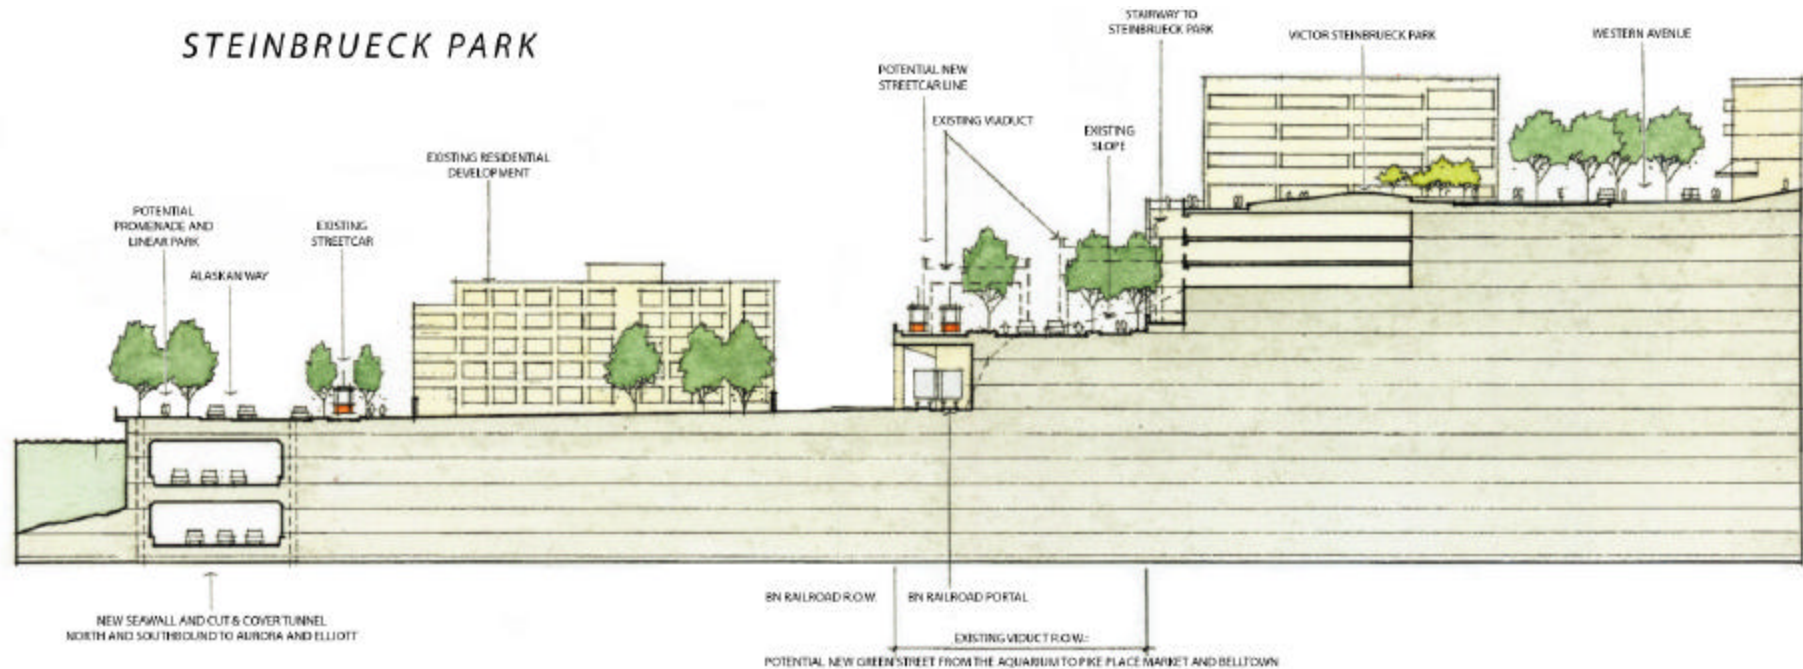 STEINBRUECK PARK
STAIRWAY TO
STEINBRUECK PARK
VICTOR STEINBRUECK PARK
WESTERN AVENUE
POTENTIAL NEW
STREETCAR LINE
EXISTING VIADUCT
EXISTING
SLOPE
EXISTING RESIDENTIAL
DEVELOPMENT
POTENTIAL
PROMENADE AND
LINEAR PARK
EXISTING
STREETCAR
ALASKAN WAY
BN RAILROAD R.O.W.
BN RAILROAD PORTAL
NEW SEAWALL AND CUT & COVER TUNNEL
NORTH AND SOUTHBOUND TO AURORA AND ELLIOTT
EXISTING VIDUCT R.O.W.:
POTENTIAL NEW GREEN STREET FROM THE AQUARIUM TO PIKE PLACE MARKET AND BELLTOWN